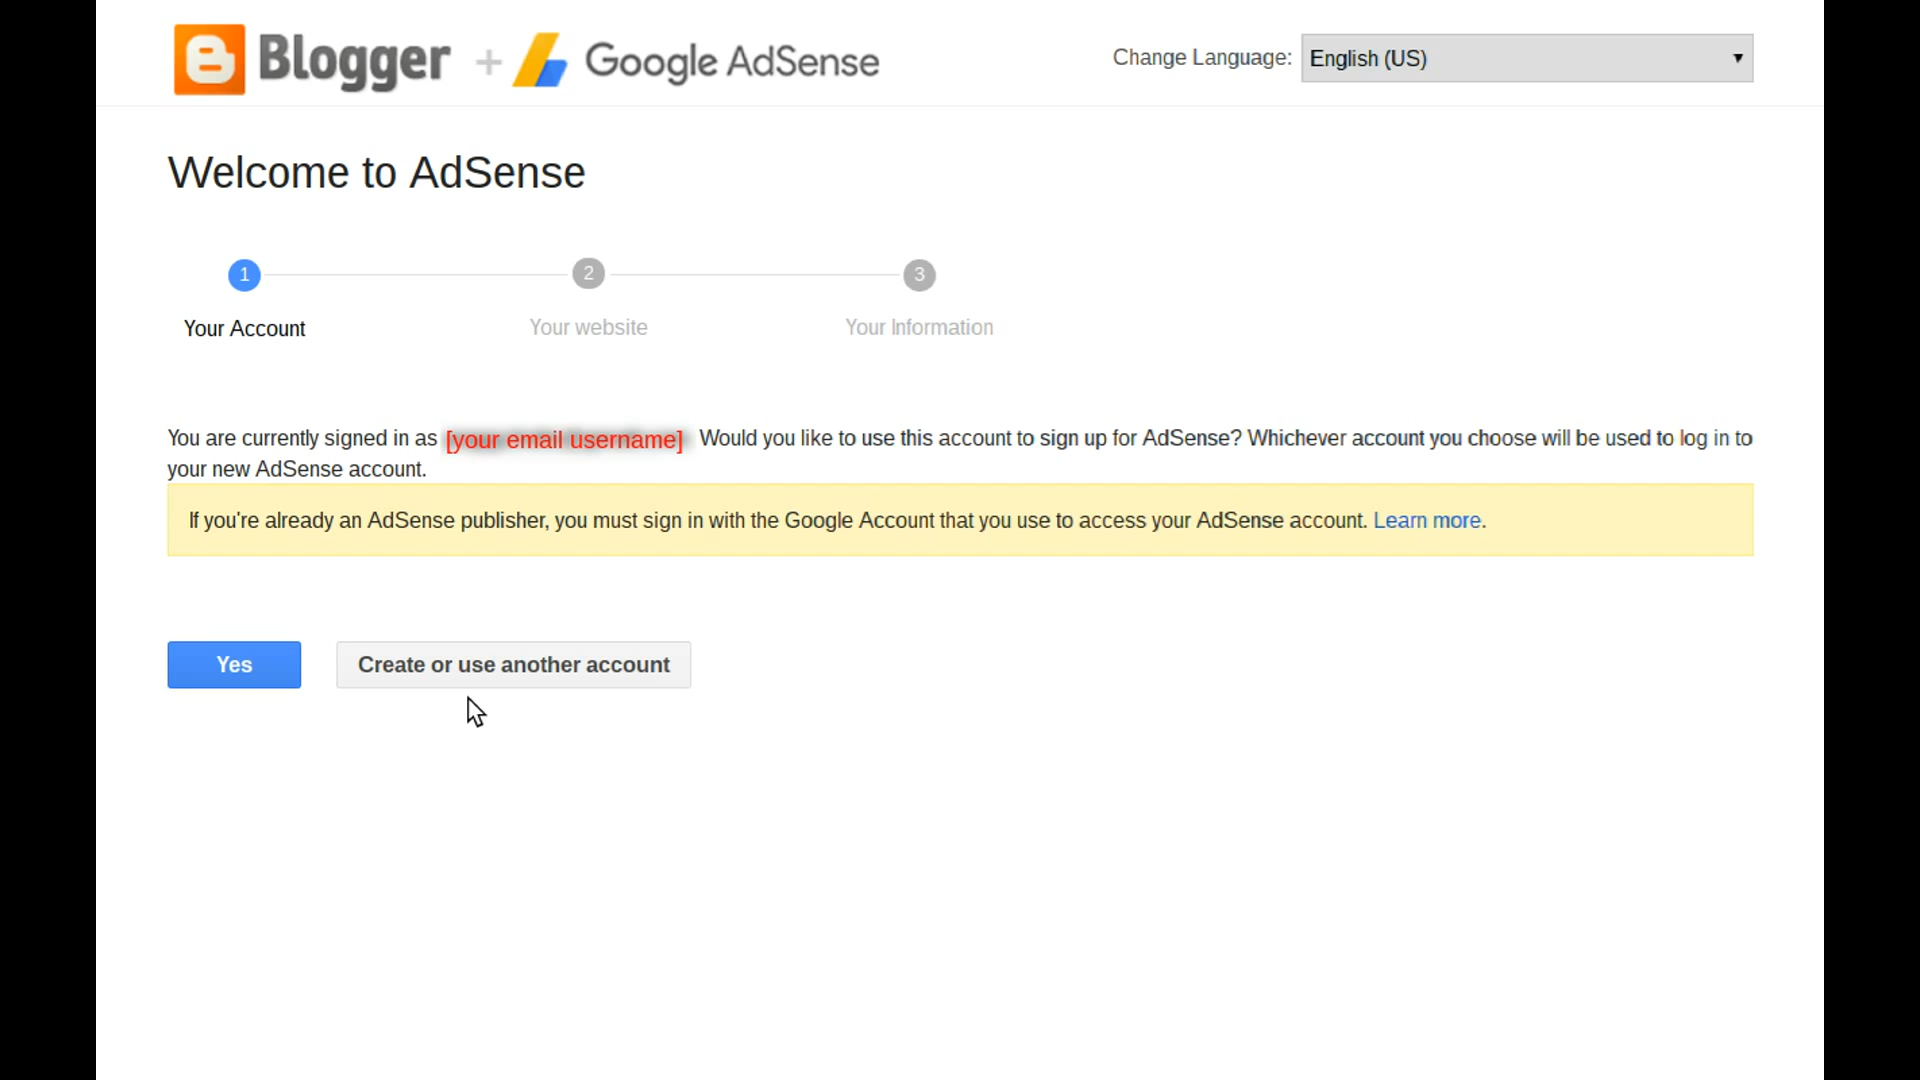 Blogger + Google AdSense
Change Language: English (US)
Welcome to AdSense
1 2 3
Your Account Your website Your Information
You are currently signed in as [your email username] Would you like to use this account to sign up for AdSense? Whichever account you choose will be used to log in to
your new AdSense account.
If you're already an AdSense publisher, you must sign in with the Google Account that you use to access your AdSense account. Learn more.
Yes Create or use another account